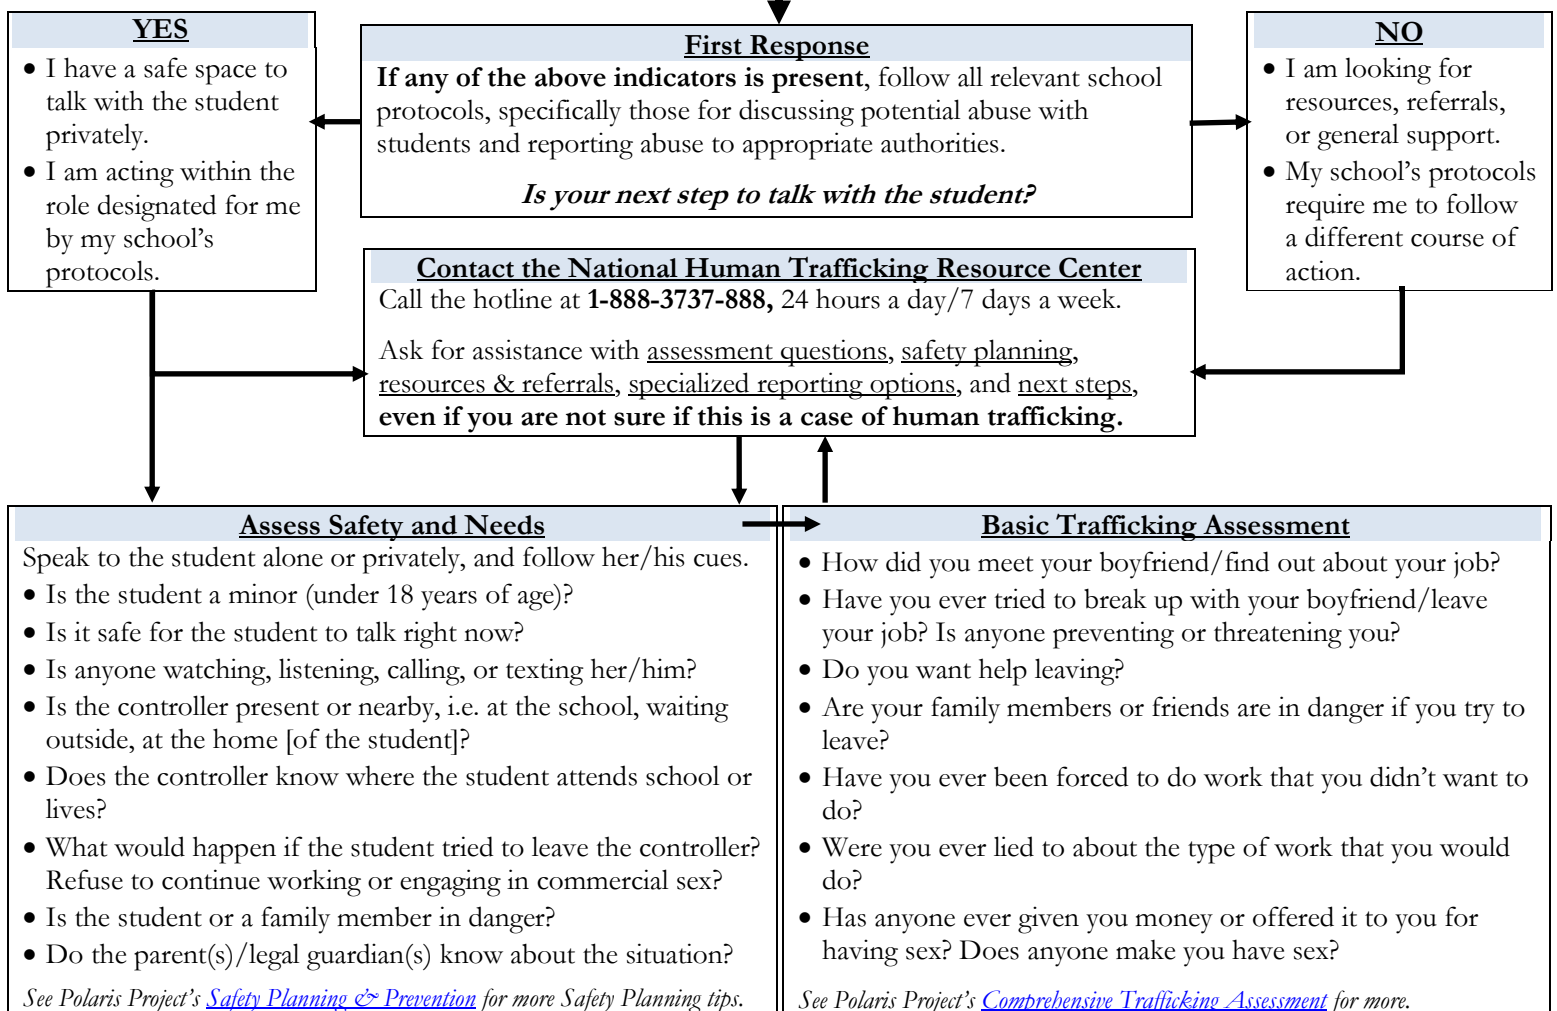 YES
• I have a safe space to
talk with the student
privately.
• I am acting within the
role designated for me
by my school’s
protocols.
First Response
If any of the above indicators is present, follow all relevant school
protocols, specifically those for discussing potential abuse with
students and reporting abuse to appropriate authorities.
Is your next step to talk with the student?
NO
• I am looking for
resources, referrals,
or general support.
• My school’s protocols
require me to follow
a different course of
action.
Contact the National Human Trafficking Resource Center
Call the hotline at 1-888-3737-888, 24 hours a day/7 days a week.
Ask for assistance with assessment questions, safety planning,
resources & referrals, specialized reporting options, and next steps,
even if you are not sure if this is a case of human trafficking.
Assess Safety and Needs
Speak to the student alone or privately, and follow her/his cues.
• Is the student a minor (under 18 years of age)?
• Is it safe for the student to talk right now?
• Is anyone watching, listening, calling, or texting her/him?
• Is the controller present or nearby, i.e. at the school, waiting
outside, at the home [of the student]?
• Does the controller know where the student attends school or
lives?
• What would happen if the student tried to leave the controller?
Refuse to continue working or engaging in commercial sex?
• Is the student or a family member in danger?
• Do the parent(s)/legal guardian(s) know about the situation?
See Polaris Project’s Safety Planning & Prevention for more Safety Planning tips.
Basic Trafficking Assessment
• How did you meet your boyfriend/find out about your job?
• Have you ever tried to break up with your boyfriend/leave
your job? Is anyone preventing or threatening you?
• Do you want help leaving?
• Are your family members or friends are in danger if you try to
leave?
• Have you ever been forced to do work that you didn’t want to
do?
• Were you ever lied to about the type of work that you would
do?
• Has anyone ever given you money or offered it to you for
having sex? Does anyone make you have sex?
See Polaris Project’s Comprehensive Trafficking Assessment for more.